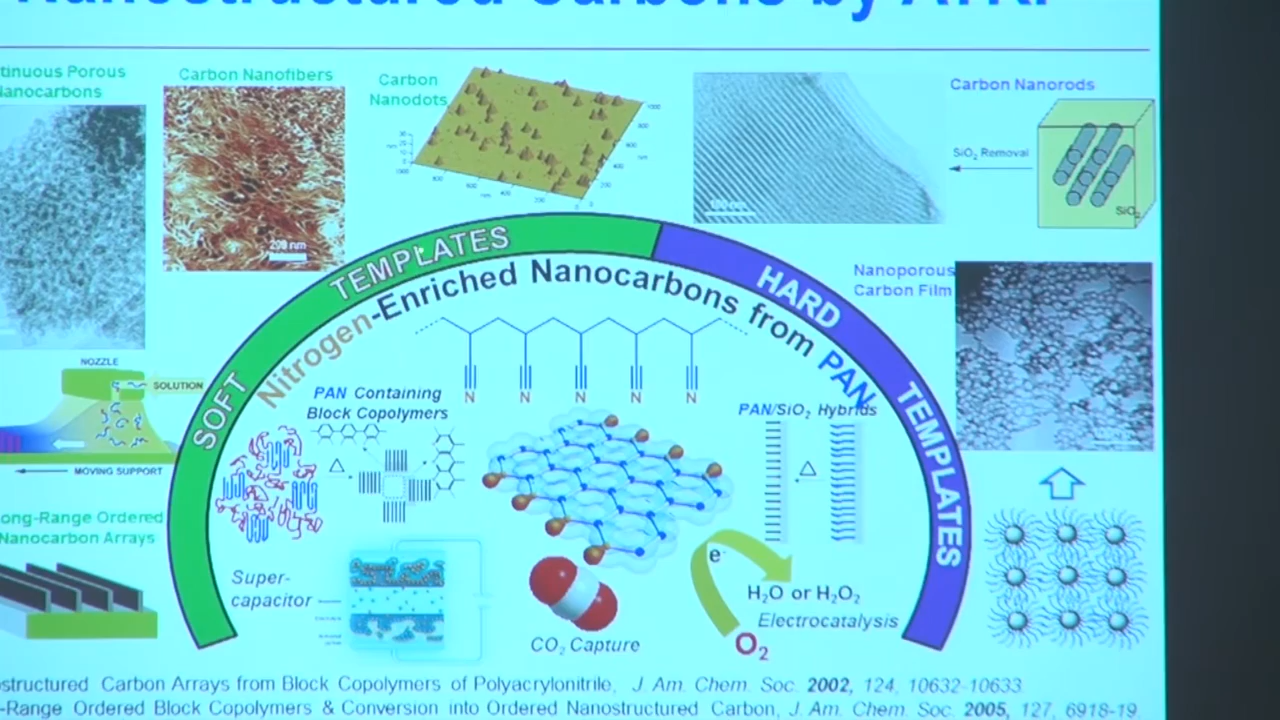 Nanostructured Carbons by ATRP
tinuous Porous
Nanocarbons
Carbon Nanofibers
200 nm
Carbon
Nanodots
Carbon Nanorods
SiO2 Removal
SiO2
SOFT TEMPLATES
HARD TEMPLATES
Nitrogen-Enriched Nanocarbons from PAN
N N N N N
Nanoporous
Carbon Film
NOZZLE
SOLUTION
MOVING SUPPORT
PAN Containing
Block Copolymers
PAN/SiO2 Hybrids
ong-Range Ordered
Nanocarbon Arrays
Super-
capacitor
CO2 Capture
e-
H2O or H2O2
Electrocatalysis
O2
ostructured Carbon Arrays from Block Copolymers of Polyacrylonitrile, J. Am. Chem. Soc. 2002, 124, 10632-10633
-Range Ordered Block Copolymers & Conversion into Ordered Nanostructured Carbon, J. Am. Chem. Soc. 2005, 127, 6918-19.